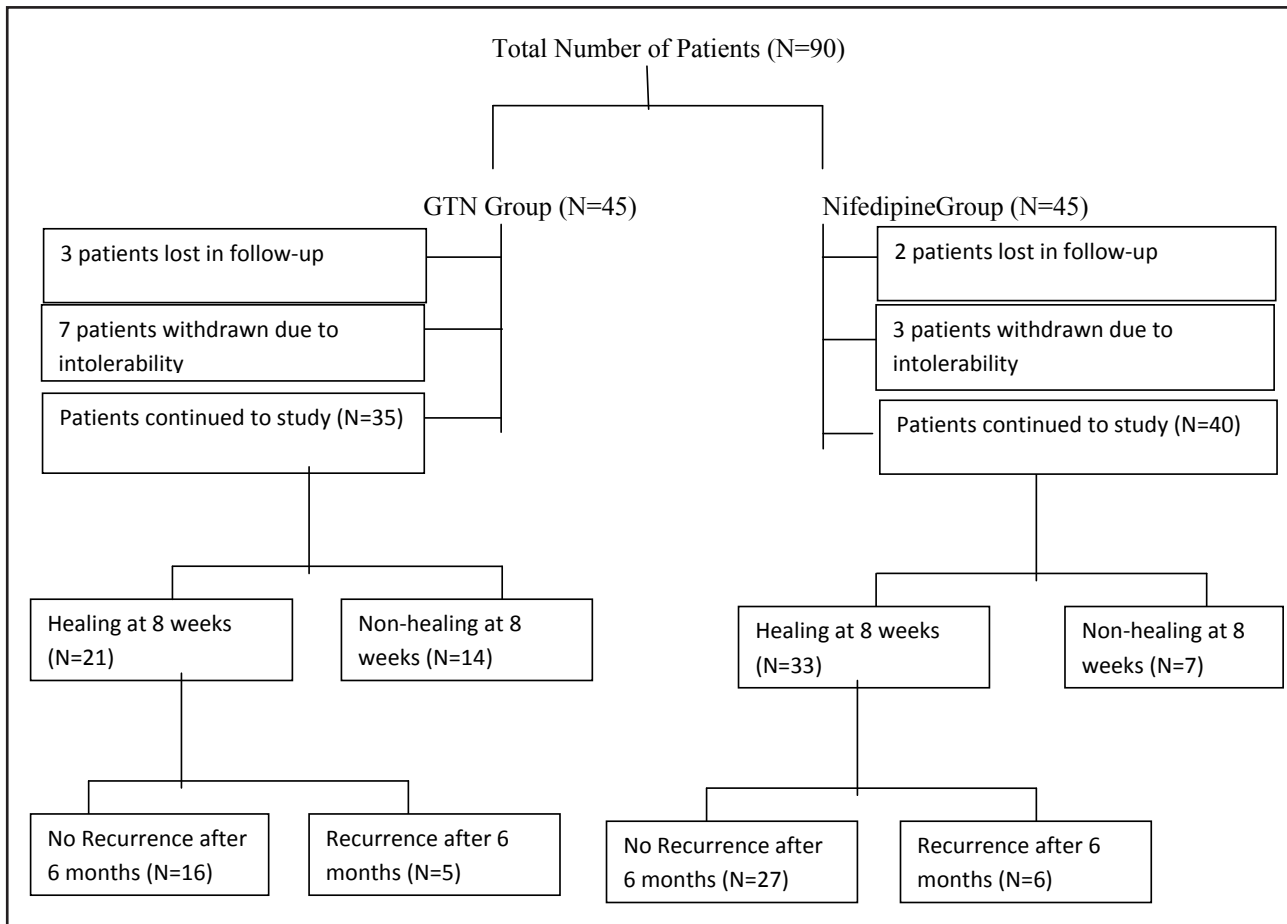 Total Number of Patients (N=90)
GTN Group (N=45)
NifedipineGroup (N=45)
3 patients lost in follow-up
7 patients withdrawn due to
intolerability
Patients continued to study (N=35)
2 patients lost in follow-up
3 patients withdrawn due to
intolerability
Patients continued to study (N=40)
Healing at 8 weeks
(N=21)
Non-healing at 8
weeks (N=14)
Healing at 8 weeks
(N=33)
Non-healing at 8
weeks (N=7)
No Recurrence after
6 months (N=16)
Recurrence after 6
months (N=5)
No Recurrence after
6 months (N=27)
Recurrence after 6
months (N=6)